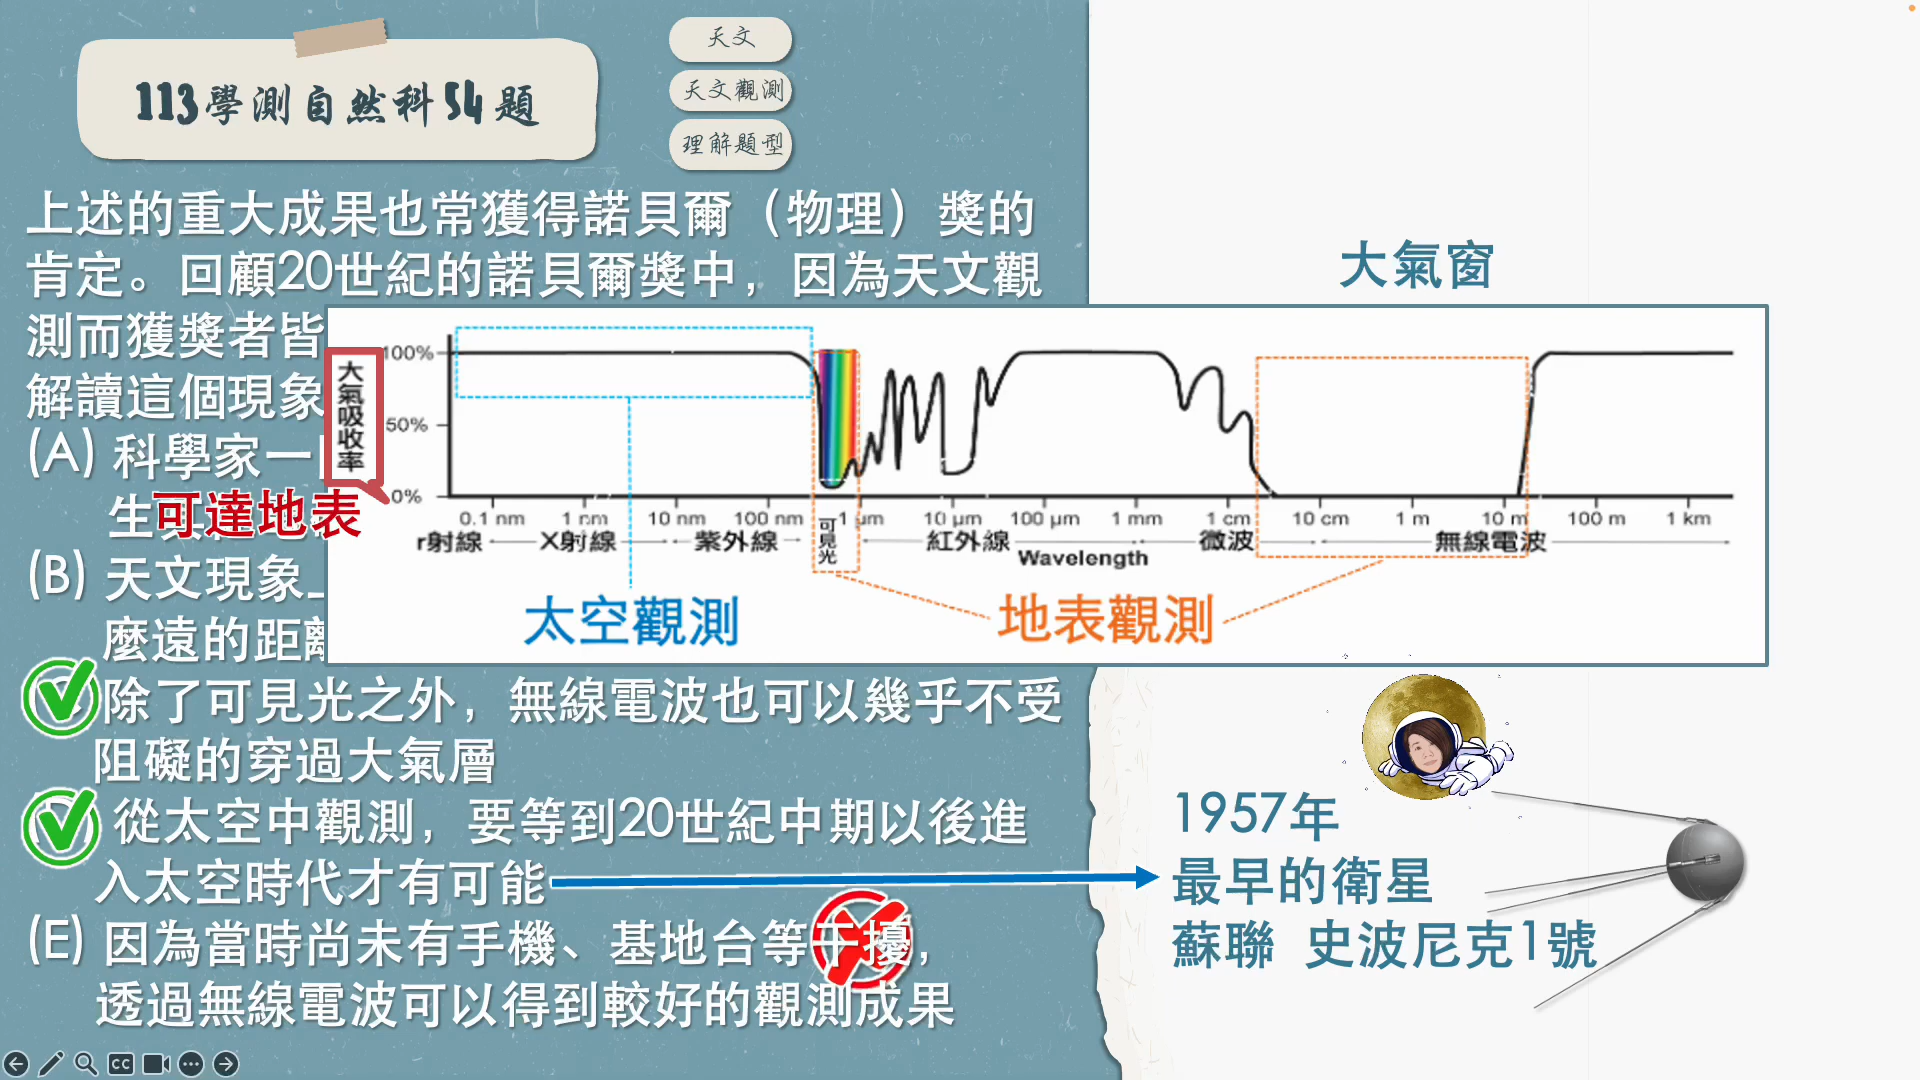 113學測自然科54題
天文
天文觀測
理解題型
上述的重大成果也常獲得諾貝爾（物理）獎的
肯定。回顧20世紀的諾貝爾獎中，因為天文觀
測而獲獎者皆
解讀這個現象
(A) 科學家一
生
可達地表
(B) 天文現象
麼遠的距離
除了可見光之外，無線電波也可以幾乎不受
阻礙的穿過大氣層
從太空中觀測，要等到20世紀中期以後進
入太空時代才有可能
(E) 因為當時尚未有手機、基地台等干擾，
透過無線電波可以得到較好的觀測成果
大氣窗
大氣吸收率
100%
50%
0%
0.1 nm 1 nm 10 nm 100 nm 1 μm 10 μm 100 μm 1 mm 1 cm 10 cm 1 m 10 m 100 m 1 km
r射線 X射線 紫外線 可見光 紅外線 微波 無線電波
Wavelength
太空觀測
地表觀測
1957年
最早的衛星
蘇聯 史波尼克1號
CC